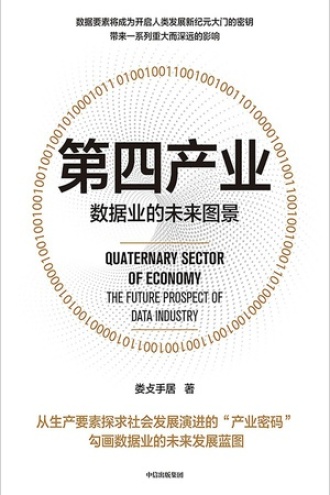 数据要素将成为开启人类发展新纪元大门的密钥
带来一系列重大而深远的影响
第四产业
数据业的未来图景
QUATERNARY SECTOR
OF ECONOMY
THE FUTURE PROSPECT OF
DATA INDUSTRY
娄攴手居 著
从生产要素探求社会发展演进的“产业密码”
勾画数据业的未来发展蓝图
中信出版集团